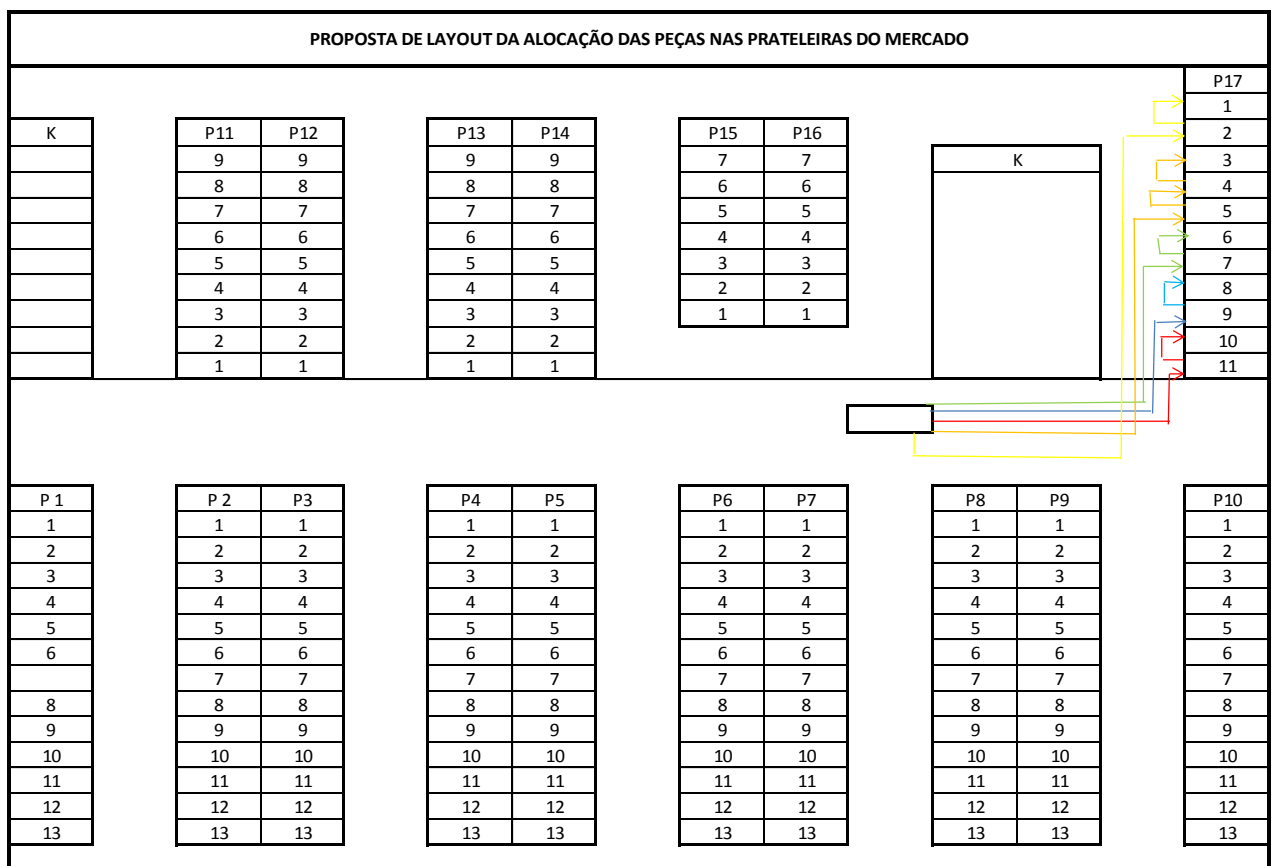 PROPOSTA DE LAYOUT DA ALOCAÇÃO DAS PEÇAS NAS PRATELEIRAS DO MERCADO
P17
1
K P11 P12 P13 P14 P15 P16 2
9 9 9 9 7 7 K 3
8 8 8 8 6 6 4
7 7 7 7 5 5 5
6 6 6 6 4 4 6
5 5 5 5 3 3 7
4 4 4 4 2 2 8
3 3 3 3 1 1 9
2 2 2 2 10
1 1 1 1 11
P 1 P 2 P3 P4 P5 P6 P7 P8 P9 P10
1 1 1 1 1 1 1 1 1 1
2 2 2 2 2 2 2 2 2 2
3 3 3 3 3 3 3 3 3 3
4 4 4 4 4 4 4 4 4 4
5 5 5 5 5 5 5 5 5 5
6 6 6 6 6 6 6 6 6 6
7 7 7 7 7 7 7 7 7
8 8 8 8 8 8 8 8 8 8
9 9 9 9 9 9 9 9 9 9
10 10 10 10 10 10 10 10 10 10
11 11 11 11 11 11 11 11 11 11
12 12 12 12 12 12 12 12 12 12
13 13 13 13 13 13 13 13 13 13